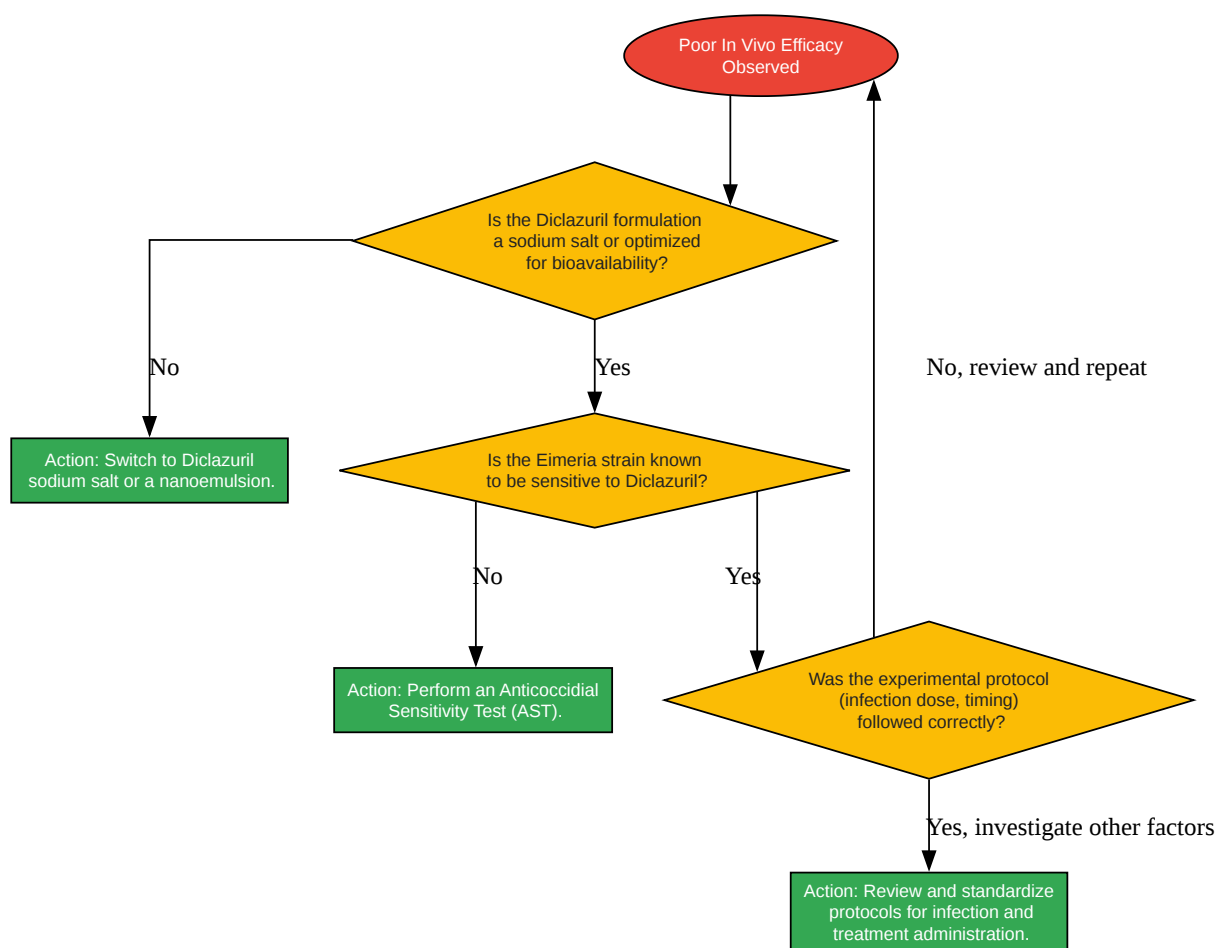 Poor In Vivo Efficacy
Observed
Is the Diclazuril formulation
a sodium salt or optimized
for bioavailability?
No
Yes
No, review and repeat
Action: Switch to Diclazuril
sodium salt or a nanoemulsion.
Is the Eimeria strain known
to be sensitive to Diclazuril?
No
Yes
Action: Perform an Anticoccidial
Sensitivity Test (AST).
Was the experimental protocol
(infection dose, timing)
followed correctly?
Yes, investigate other factors
Action: Review and standardize
protocols for infection and
treatment administration.